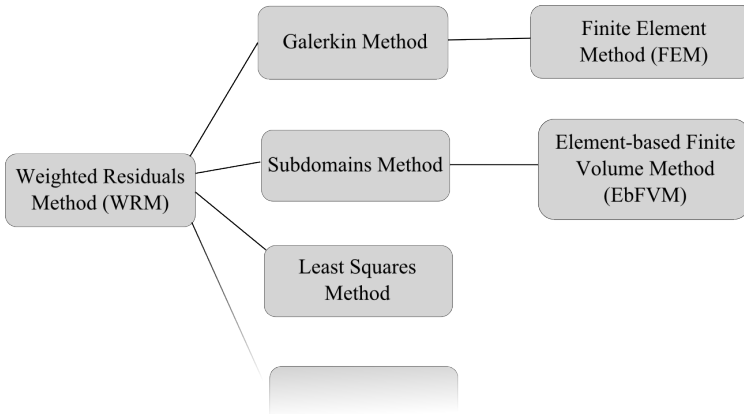 Galerkin Method
Finite Element
Method (FEM)
Weighted Residuals
Method (WRM)
Subdomains Method
Element-based Finite
Volume Method
(EbFVM)
Least Squares
Method